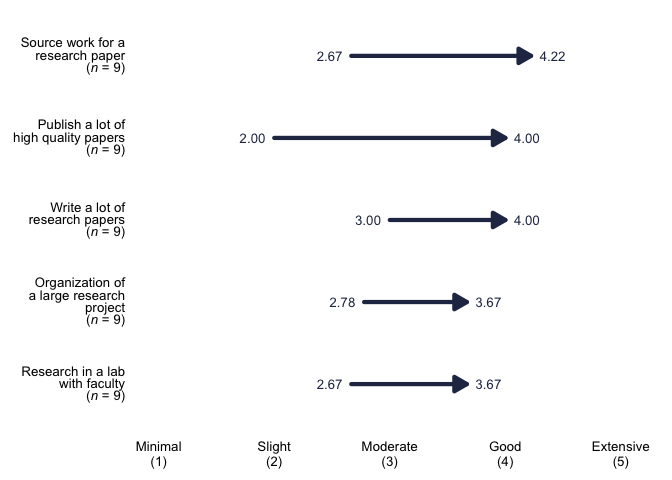 Source work for a
research paper
(n = 9)
2.67
4.22
Publish a lot of
high quality papers
(n = 9)
2.00
4.00
Write a lot of
research papers
(n = 9)
3.00
4.00
Organization of
a large research
project
(n = 9)
2.78
3.67
Research in a lab
with faculty
(n = 9)
2.67
3.67
Minimal
(1)
Slight
(2)
Moderate
(3)
Good
(4)
Extensive
(5)